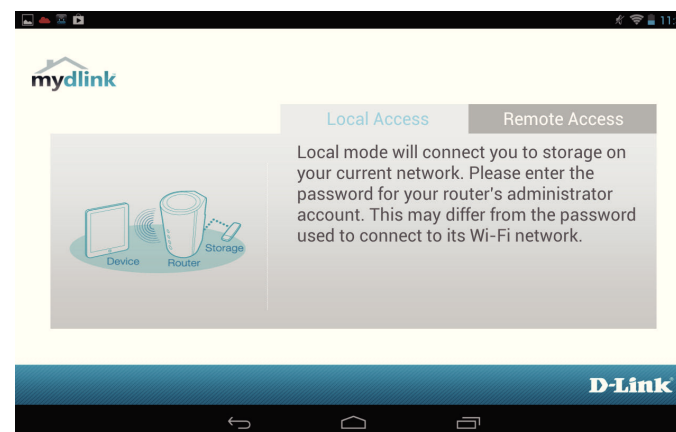 11:
mydlink
Local Access
Remote Access
Local mode will connect you to storage on
your current network. Please enter the
password for your router's administrator
account. This may differ from the password
used to connect to its Wi-Fi network.
Storage
Device
Router
D-Link